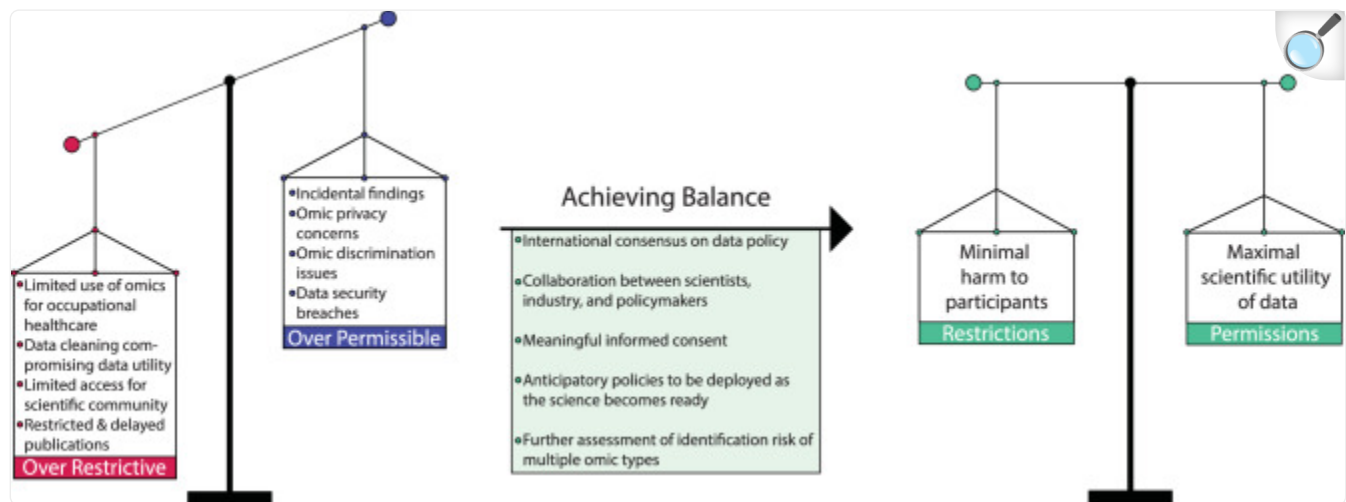 Limited use of omics
for occupational
healthcare
Data cleaning com-
promising data utility
Limited access for
scientific community
Restricted & delayed
publications
Over Restrictive
Incidental findings
Omic privacy
concerns
Omic discrimination
issues
Data security
breaches
Over Permissible
Achieving Balance
International consensus on data policy
Collaboration between scientists,
industry, and policymakers
Meaningful informed consent
Anticipatory policies to be deployed as
the science becomes ready
Further assessment of identification risk of
multiple omic types
Minimal
harm to
participants
Restrictions
Maximal
scientific utility
of data
Permissions